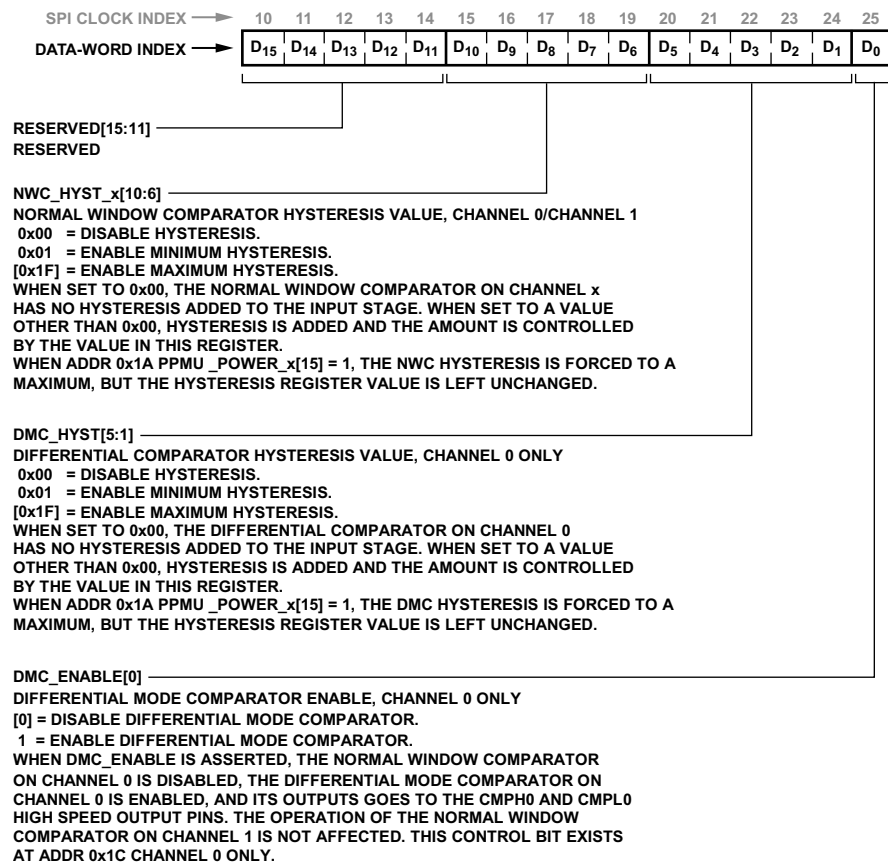 SPI CLOCK INDEX 10 11 12 13 14 15 16 17 18 19 20 21 22 23 24 25
DATA-WORD INDEX D15 D14 D13 D12 D11 D10 D9 D8 D7 D6 D5 D4 D3 D2 D1 D0
RESERVED[15:11]
RESERVED
NWC_HYST_x[10:6]
NORMAL WINDOW COMPARATOR HYSTERESIS VALUE, CHANNEL 0/CHANNEL 1
0x00 = DISABLE HYSTERESIS.
0x01 = ENABLE MINIMUM HYSTERESIS.
[0x1F] = ENABLE MAXIMUM HYSTERESIS.
WHEN SET TO 0x00, THE NORMAL WINDOW COMPARATOR ON CHANNEL x
HAS NO HYSTERESIS ADDED TO THE INPUT STAGE. WHEN SET TO A VALUE
OTHER THAN 0x00, HYSTERESIS IS ADDED AND THE AMOUNT IS CONTROLLED
BY THE VALUE IN THIS REGISTER.
WHEN ADDR 0x1A PPMU _POWER_x[15] = 1, THE NWC HYSTERESIS IS FORCED TO A
MAXIMUM, BUT THE HYSTERESIS REGISTER VALUE IS LEFT UNCHANGED.
DMC_HYST[5:1]
DIFFERENTIAL COMPARATOR HYSTERESIS VALUE, CHANNEL 0 ONLY
0x00 = DISABLE HYSTERESIS.
0x01 = ENABLE MINIMUM HYSTERESIS.
[0x1F] = ENABLE MAXIMUM HYSTERESIS.
WHEN SET TO 0x00, THE DIFFERENTIAL COMPARATOR ON CHANNEL 0
HAS NO HYSTERESIS ADDED TO THE INPUT STAGE. WHEN SET TO A VALUE
OTHER THAN 0x00, HYSTERESIS IS ADDED AND THE AMOUNT IS CONTROLLED
BY THE VALUE IN THIS REGISTER.
WHEN ADDR 0x1A PPMU _POWER_x[15] = 1, THE DMC HYSTERESIS IS FORCED TO A
MAXIMUM, BUT THE HYSTERESIS REGISTER VALUE IS LEFT UNCHANGED.
DMC_ENABLE[0]
DIFFERENTIAL MODE COMPARATOR ENABLE, CHANNEL 0 ONLY
[0] = DISABLE DIFFERENTIAL MODE COMPARATOR.
1 = ENABLE DIFFERENTIAL MODE COMPARATOR.
WHEN DMC_ENABLE IS ASSERTED, THE NORMAL WINDOW COMPARATOR
ON CHANNEL 0 IS DISABLED, THE DIFFERENTIAL MODE COMPARATOR ON
CHANNEL 0 IS ENABLED, AND ITS OUTPUTS GOES TO THE CMPH0 AND CMPL0
HIGH SPEED OUTPUT PINS. THE OPERATION OF THE NORMAL WINDOW
COMPARATOR ON CHANNEL 1 IS NOT AFFECTED. THIS CONTROL BIT EXISTS
AT ADDR 0x1C CHANNEL 0 ONLY.